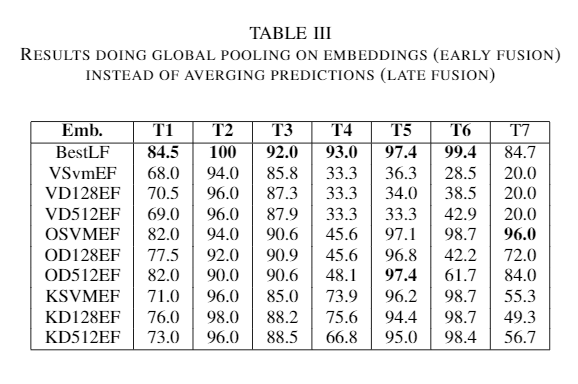 TABLE III
RESULTS DOING GLOBAL POOLING ON EMBEDDINGS (EARLY FUSION)
INSTEAD OF AVERGING PREDICTIONS (LATE FUSION)
Emb. T1 T2 T3 T4 T5 T6 T7
BestLF 84.5 100 92.0 93.0 97.4 99.4 84.7
VSvmEF 68.0 94.0 85.8 33.3 36.3 28.5 20.0
VD128EF 70.5 96.0 87.3 33.3 34.0 38.5 20.0
VD512EF 69.0 96.0 87.9 33.3 33.3 42.9 20.0
OSVMEF 82.0 94.0 90.6 45.6 97.1 98.7 96.0
OD128EF 77.5 92.0 90.9 45.6 96.8 42.2 72.0
OD512EF 82.0 90.0 90.6 48.1 97.4 61.7 84.0
KSVMEF 71.0 96.0 85.0 73.9 96.2 98.7 55.3
KD128EF 76.0 98.0 88.2 75.6 94.4 98.7 49.3
KD512EF 73.0 96.0 88.5 66.8 95.0 98.4 56.7